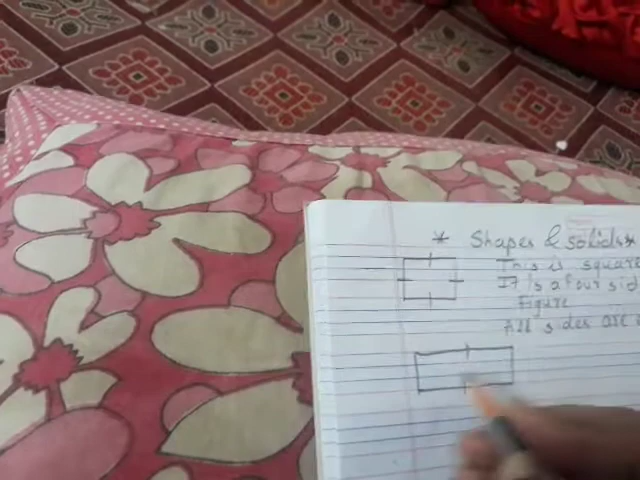 * Shapes & solids *
This is square
It is a four sid
Figure
All sides are